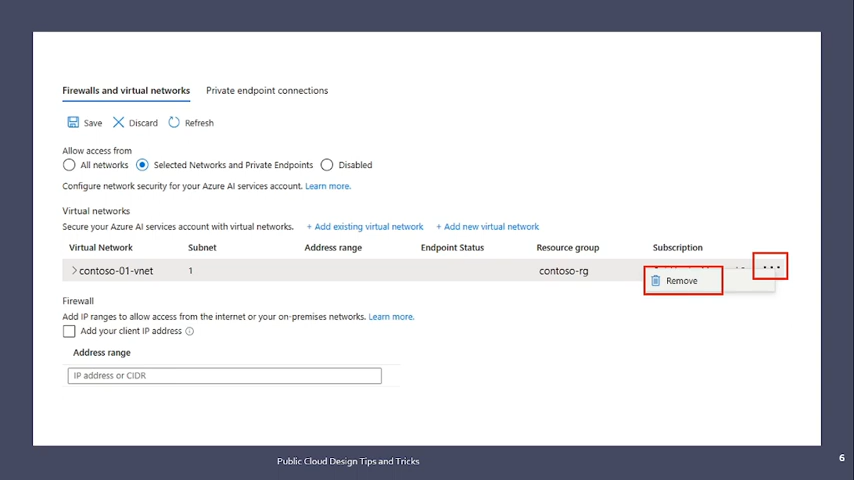 Firewalls and virtual networks Private endpoint connections
Save Discard Refresh
Allow access from
All networks Selected Networks and Private Endpoints Disabled
Configure network security for your Azure AI services account. Learn more.
Virtual networks
Secure your Azure AI services account with virtual networks. + Add existing virtual network + Add new virtual network
Virtual Network Subnet Address range Endpoint Status Resource group Subscription
contoso-01-vnet 1 contoso-rg
Remove
Firewall
Add IP ranges to allow access from the internet or your on-premises networks. Learn more.
Add your client IP address
Address range
IP address or CIDR
Public Cloud Design Tips and Tricks
6